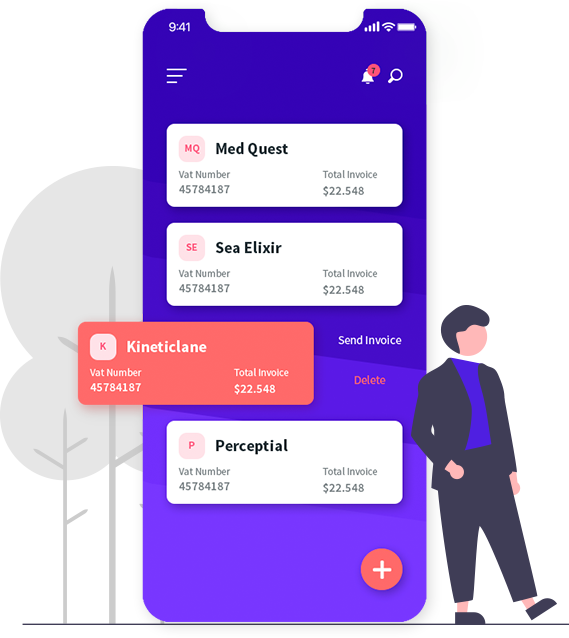 9:41
7
MQ Med Quest
Vat Number Total Invoice
45784187 $22.548
SE Sea Elixir
Vat Number Total Invoice
45784187 $22.548
K Kineticlane
Vat Number Total Invoice
45784187 $22.548
Send Invoice
Delete
P Perceptial
Vat Number Total Invoice
45784187 $22.548